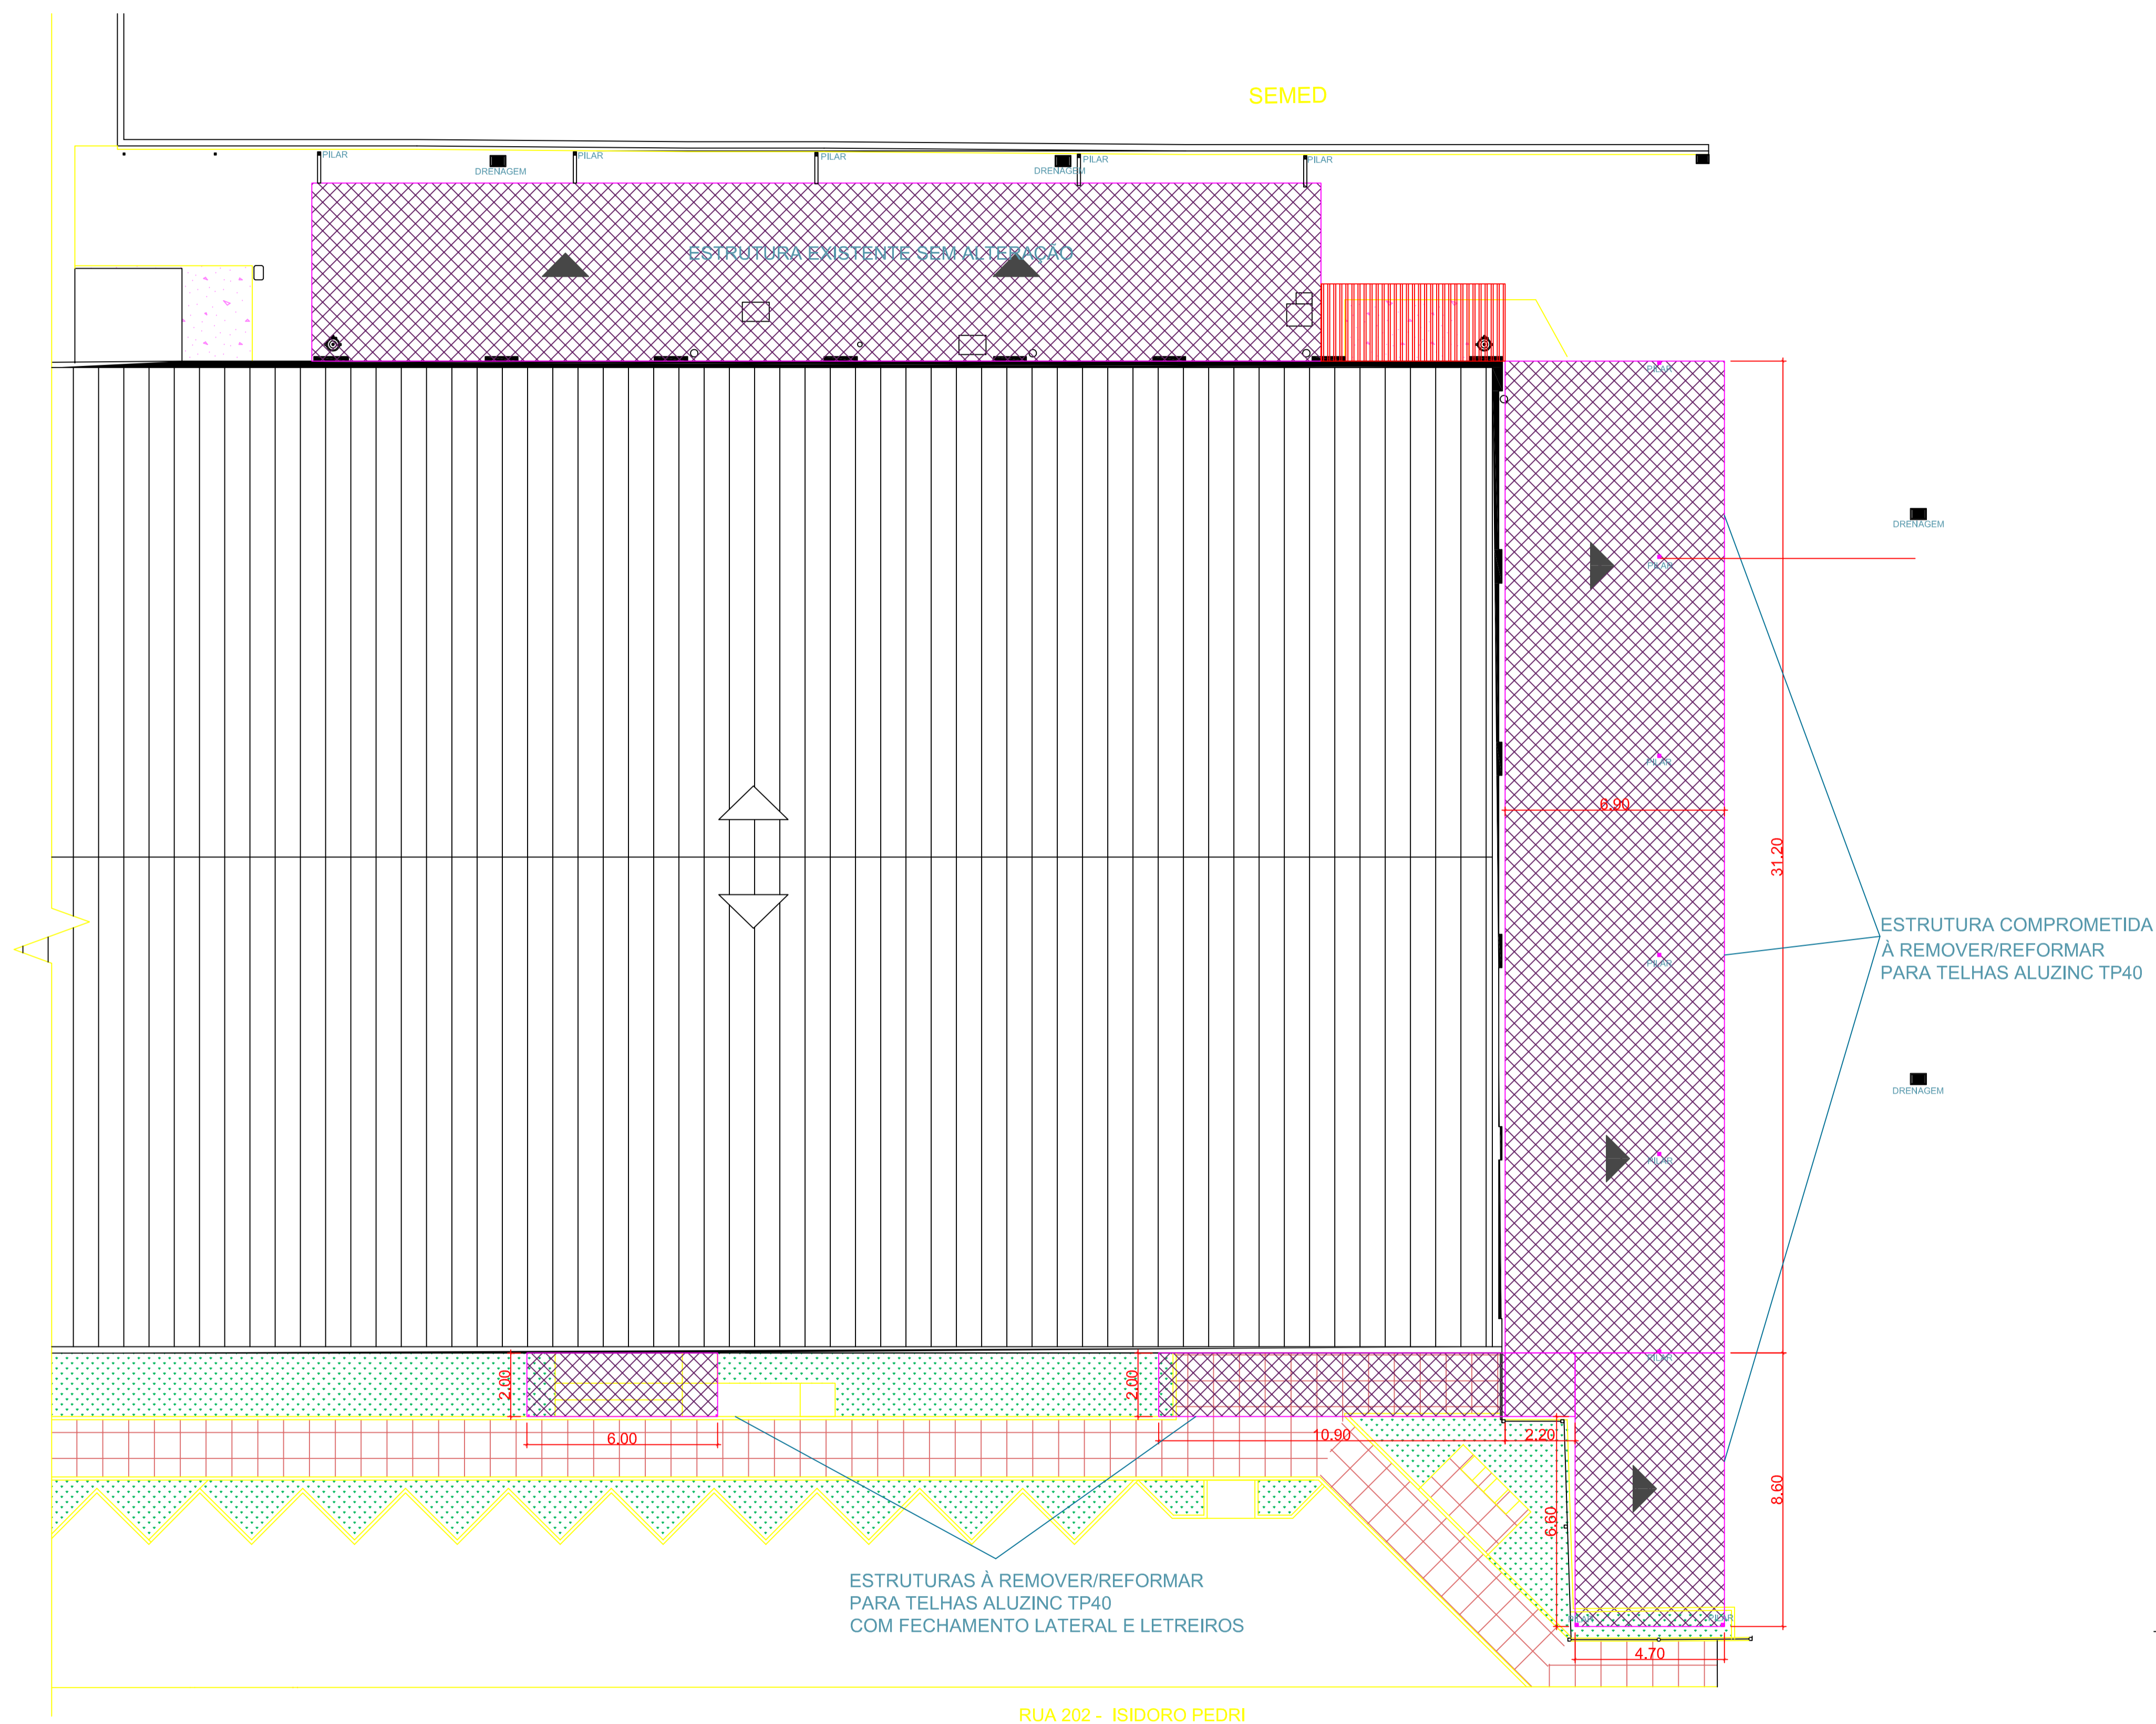 SEMED
PILAR
PILAR
PILAR
PILAR
PILAR
DRENAGEM
DRENAGEM
ESTRUTURA EXISTENTE SEM ALTERAÇÃO
PILAR
DRENAGEM
PILAR
PILAR
6.90
31.20
ESTRUTURA COMPROMETIDA
À REMOVER/REFORMAR
PARA TELHAS ALUZINC TP40
PILAR
DRENAGEM
PILAR
PILAR
2.00
2.00
6.00
10.90
2.20
8.60
6.60
ESTRUTURAS À REMOVER/REFORMAR
PARA TELHAS ALUZINC TP40
COM FECHAMENTO LATERAL E LETREIROS
PILAR
PILAR
4.70
RUA 202 - ISIDORO PEDRI